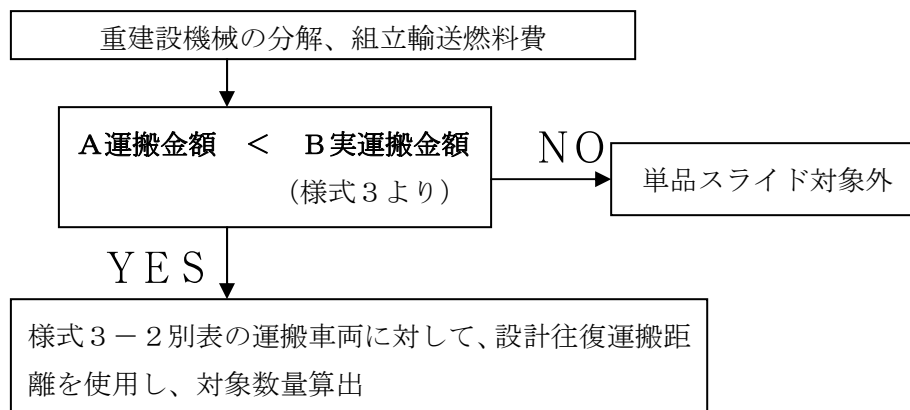 重建設機械の分解、組立輸送燃料費
A運搬金額　＜　B実運搬金額
（様式３より）
NO
単品スライド対象外
YES
様式３－２別表の運搬車両に対して、設計往復運搬距
離を使用し、対象数量算出